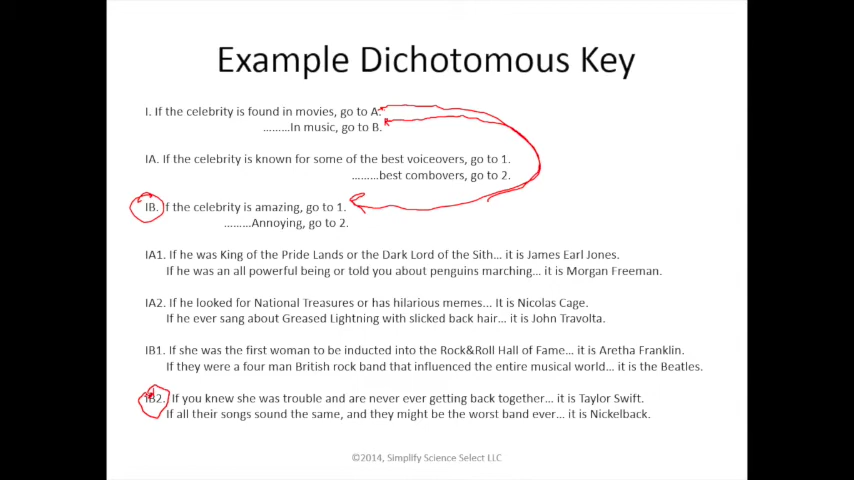 Example Dichotomous Key
I. If the celebrity is found in movies, go to A.
………In music, go to B.
IA. If the celebrity is known for some of the best voiceovers, go to 1.
………best combovers, go to 2.
IB. If the celebrity is amazing, go to 1.
………Annoying, go to 2.
IA1. If he was King of the Pride Lands or the Dark Lord of the Sith… it is James Earl Jones.
If he was an all powerful being or told you about penguins marching… it is Morgan Freeman.
IA2. If he looked for National Treasures or has hilarious memes… It is Nicolas Cage.
If he ever sang about Greased Lightning with slicked back hair… it is John Travolta.
IB1. If she was the first woman to be inducted into the Rock&Roll Hall of Fame… it is Aretha Franklin.
If they were a four man British rock band that influenced the entire musical world… it is the Beatles.
IB2. If you knew she was trouble and are never ever getting back together… it is Taylor Swift.
If all their songs sound the same, and they might be the worst band ever… it is Nickelback.
©2014, Simplify Science Select LLC